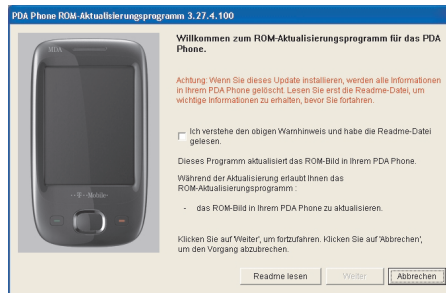 PDA Phone ROM-Aktualisierungsprogramm 3.27.4.100
MDA
T··Mobile·
Willkommen zum ROM-Aktualisierungsprogramm für das PDA
Phone.
Achtung: Wenn Sie dieses Update installieren, werden alle Informationen
in Ihrem PDA Phone gelöscht. Lesen Sie erst die Readme-Datei, um
wichtige Informationen zu erhalten, bevor Sie fortfahren.
Ich verstehe den obigen Warnhinweis und habe die Readme-Datei
gelesen.
Dieses Programm aktualisiert das ROM-Bild in Ihrem PDA Phone.
Während der Aktualisierung erlaubt Ihnen das
ROM-Aktualisierungsprogramm :
- das ROM-Bild in Ihrem PDA Phone zu aktualisieren.
Klicken Sie auf 'Weiter', um fortzufahren. Klicken Sie auf 'Abbrechen',
um den Vorgang abzubrechen.
Readme lesen
Weiter
Abbrechen